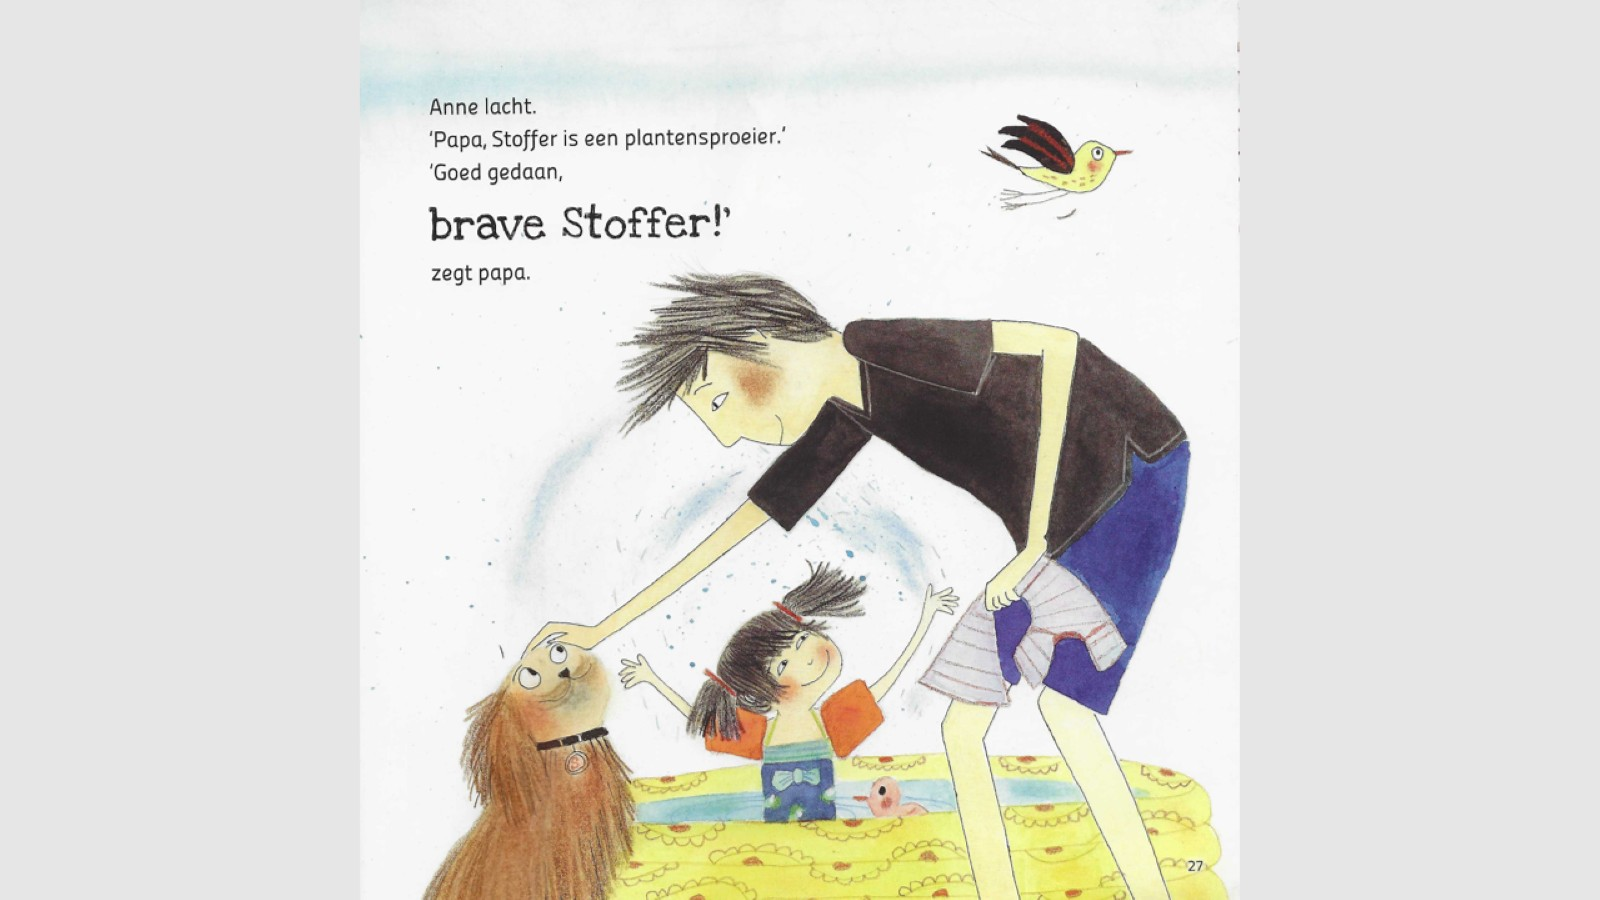 Anne lacht.
‘Papa, Stoffer is een plantensproeier.’
‘Goed gedaan,
brave Stoffer!’
zegt papa.
27